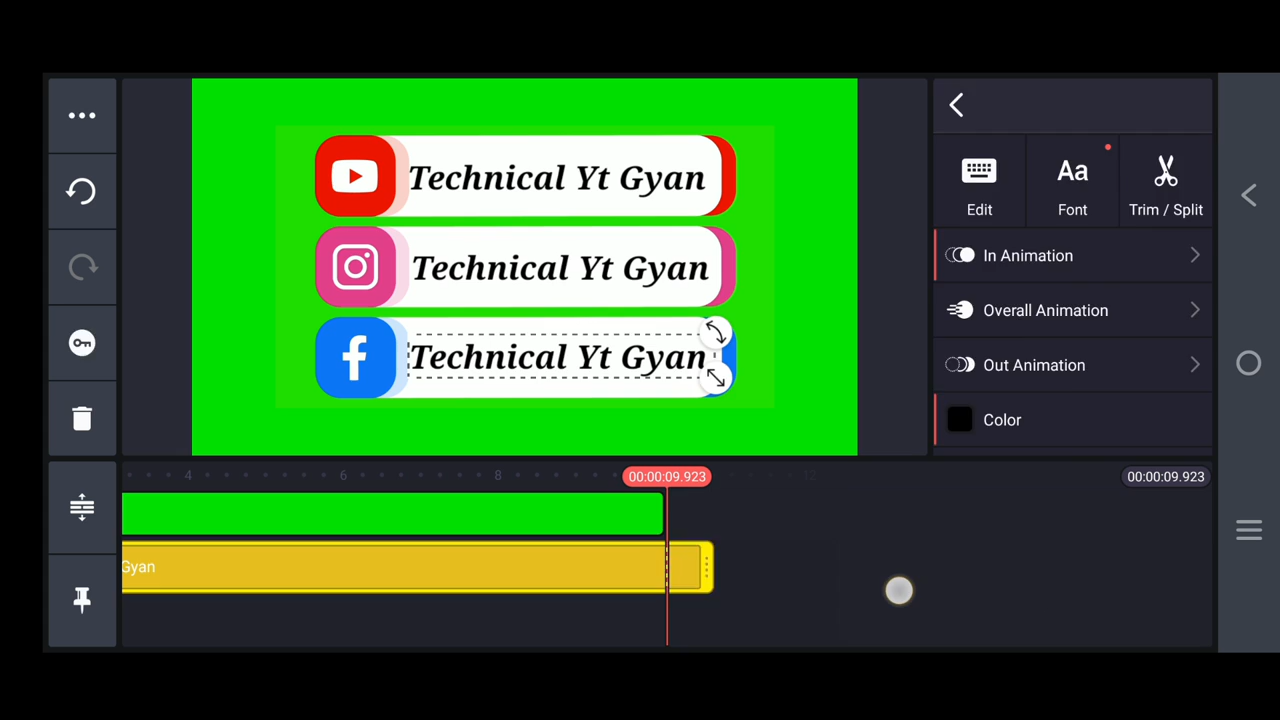 Technical Yt Gyan
Technical Yt Gyan
Technical Yt Gyan
Edit
Aa
Font
Trim / Split
In Animation
Overall Animation
Out Animation
Color
4
6
8
12
00:00:09.923
00:00:09.923
Gyan